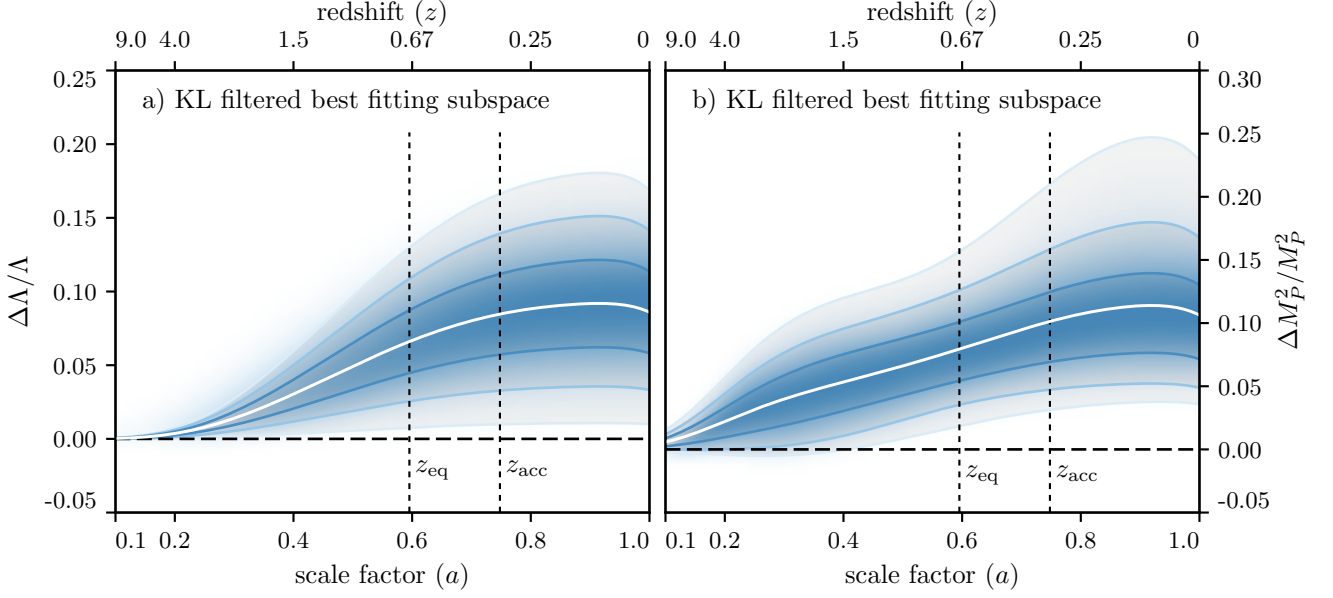 redshift (z)
9.0 4.0 1.5 0.67 0.25 0
a) KL filtered best fitting subspace
0.25
0.20
0.15
0.10
0.05
0.00
-0.05
ΔΛ/Λ
z_eq
z_acc
0.1 0.2 0.4 0.6 0.8 1.0
scale factor (a)
redshift (z)
9.0 4.0 1.5 0.67 0.25 0
b) KL filtered best fitting subspace
0.30
0.25
0.20
0.15
0.10
0.05
0.00
-0.05
ΔM_P^2/M_P^2
z_eq
z_acc
0.1 0.2 0.4 0.6 0.8 1.0
scale factor (a)